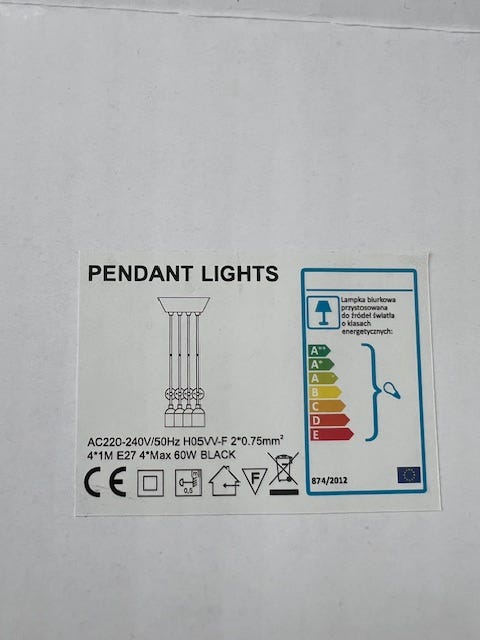 PENDANT LIGHTS
AC220-240V/50Hz H05VV-F 2*0.75mm²
4*1M E27 4*Max 60W BLACK
CE
0,5
m
F
Lampka biurkowa
przystosowana
do źródeł światła
o klasach
energetycznych:
A++
A+
A
B
C
D
E
874/2012